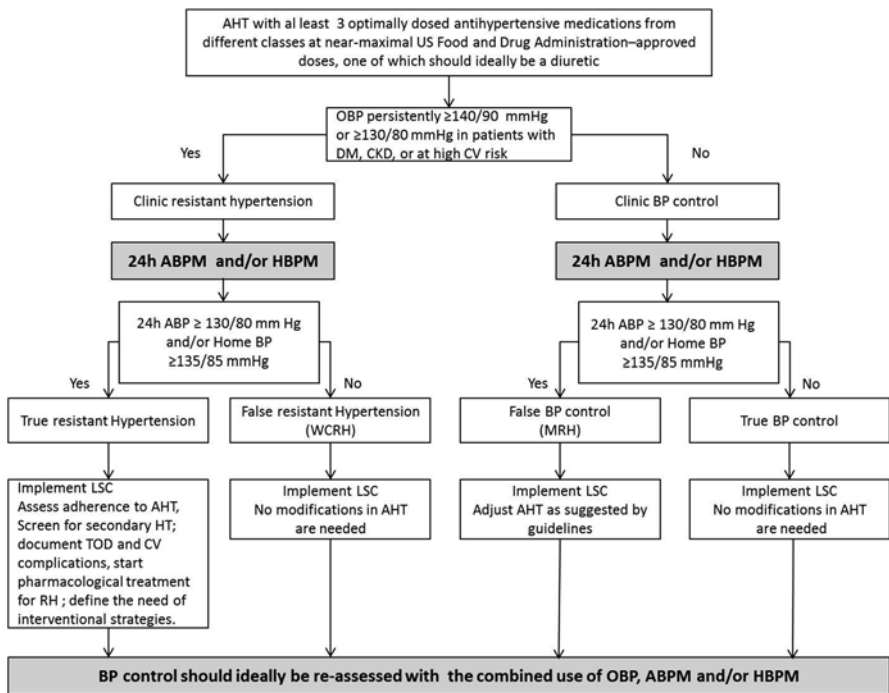 AHT with al least 3 optimally dosed antihypertensive medications from
different classes at near-maximal US Food and Drug Administration–approved
doses, one of which should ideally be a diuretic
OBP persistently ≥140/90 mmHg
or ≥130/80 mmHg in patients with
DM, CKD, or at high CV risk
Yes
No
Clinic resistant hypertension
Clinic BP control
24h ABPM and/or HBPM
24h ABPM and/or HBPM
24h ABP ≥ 130/80 mm Hg
and/or Home BP
≥135/85 mmHg
24h ABP ≥ 130/80 mm Hg
and/or Home BP
≥135/85 mmHg
Yes
No
Yes
No
True resistant Hypertension
False resistant Hypertension
(WCRH)
False BP control
(MRH)
True BP control
Implement LSC
Assess adherence to AHT,
Screen for secondary HT;
document TOD and CV
complications, start
pharmacological treatment
for RH ; define the need of
interventional strategies.
Implement LSC
No modifications in AHT
are needed
Implement LSC
Adjust AHT as suggested by
guidelines
Implement LSC
No modifications in AHT
are needed
BP control should ideally be re-assessed with the combined use of OBP, ABPM and/or HBPM